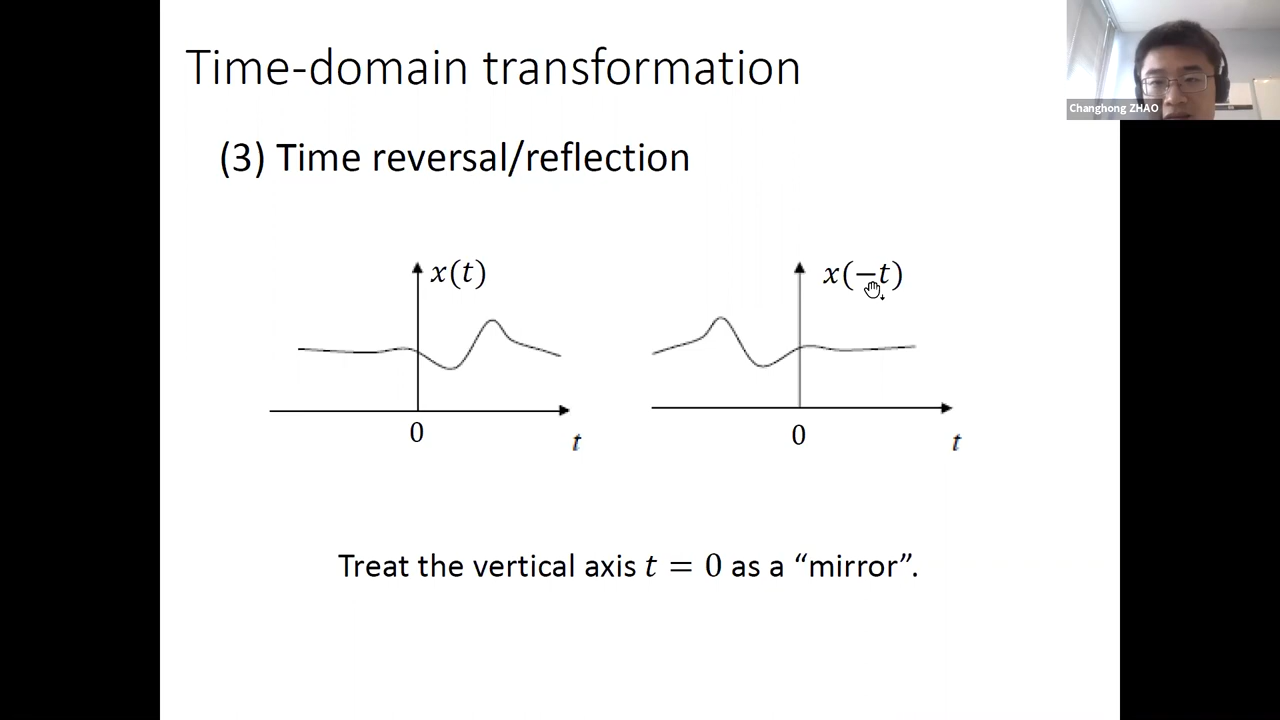 Time-domain transformation
Changhong ZHAO
(3) Time reversal/reflection
x(t)
x(−t)
0
t
0
t
Treat the vertical axis t = 0 as a “mirror”.